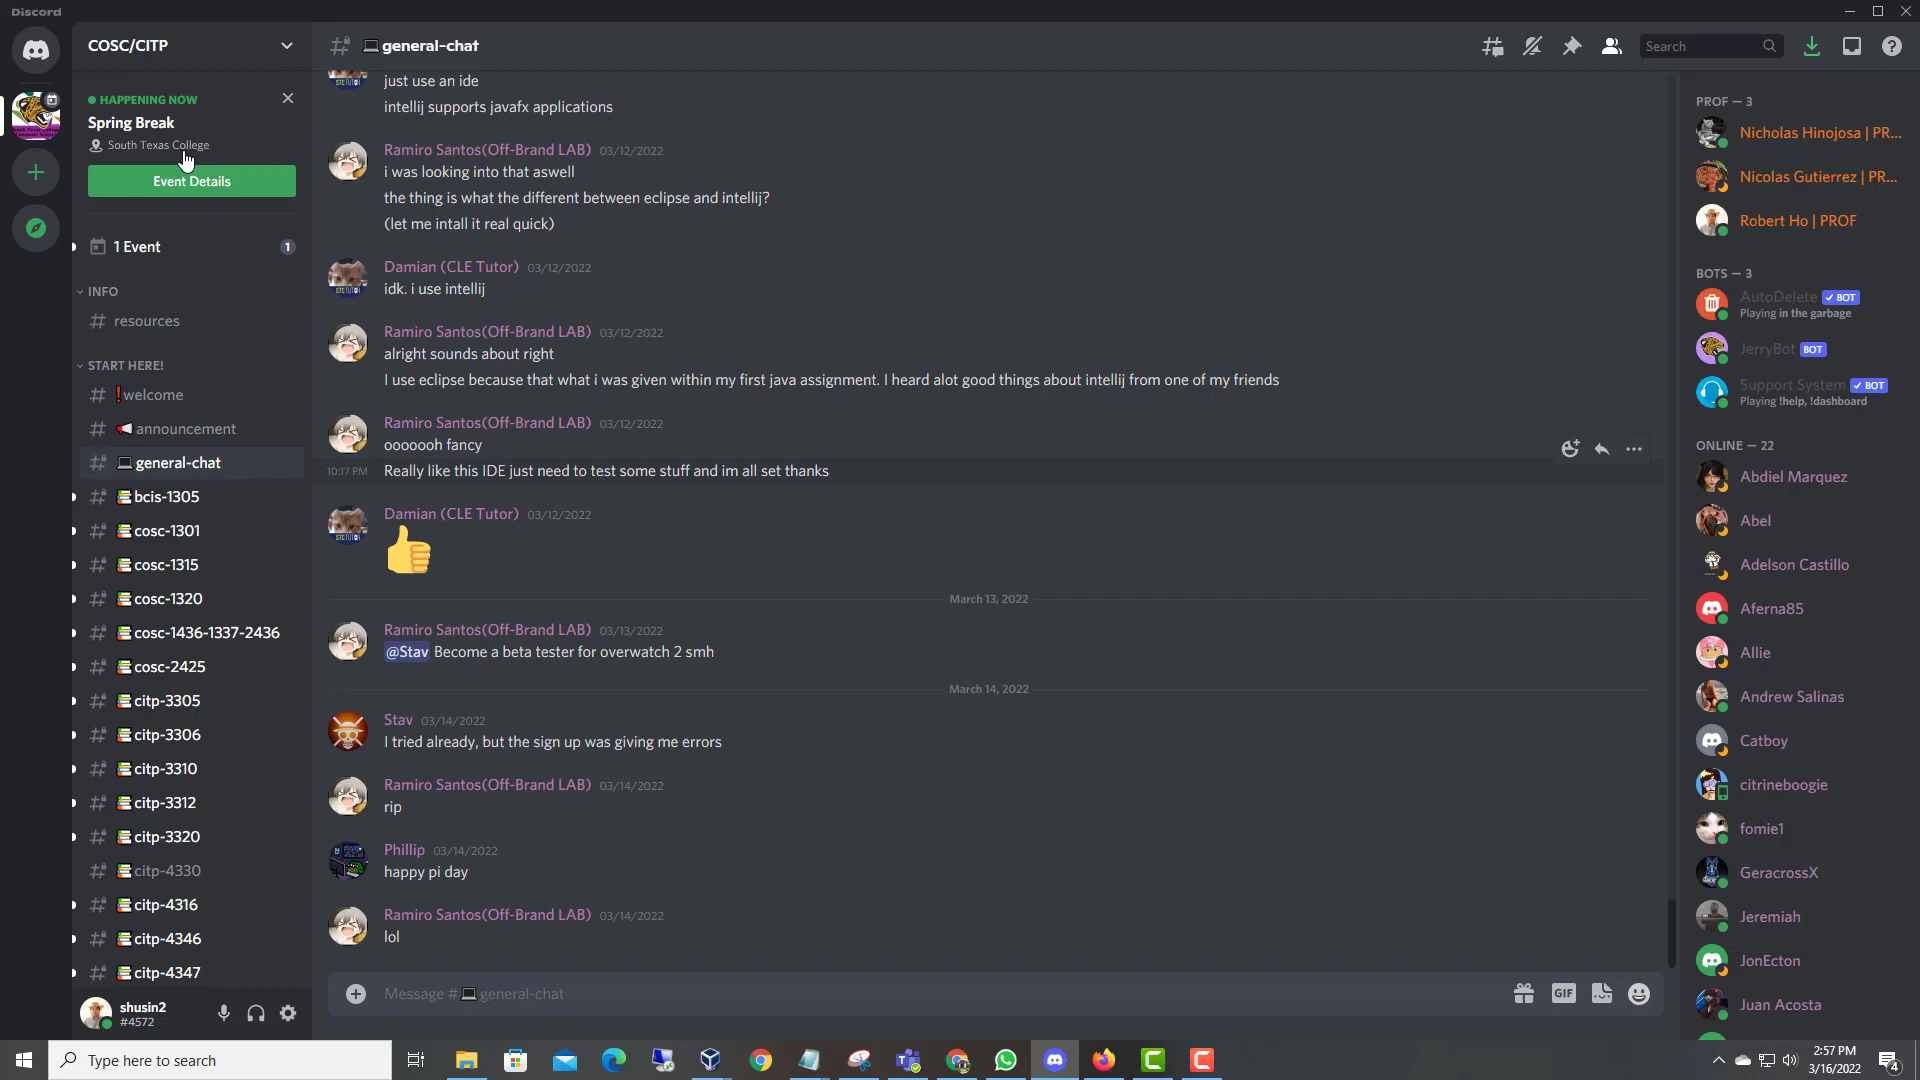 Discord
COSC/CITP
general-chat
Search
HAPPENING NOW
Spring Break
South Texas College
Event Details
1 Event
1
INFO
resources
START HERE!
welcome
announcement
general-chat
bcis-1305
cosc-1301
cosc-1315
cosc-1320
cosc-1436-1337-2436
cosc-2425
citp-3305
citp-3306
citp-3310
citp-3312
citp-3320
citp-4330
citp-4316
citp-4346
citp-4347
shusin2
#4572
just use an ide
intellij supports javafx applications
Ramiro Santos(Off-Brand LAB) 03/12/2022
i was looking into that aswell
the thing is what the different between eclipse and intellij?
(let me intall it real quick)
Damian (CLE Tutor) 03/12/2022
idk. i use intellij
Ramiro Santos(Off-Brand LAB) 03/12/2022
alright sounds about right
I use eclipse because that what i was given within my first java assignment. I heard alot good things about intellij from one of my friends
Ramiro Santos(Off-Brand LAB) 03/12/2022
ooooooh fancy
10:17 PM Really like this IDE just need to test some stuff and im all set thanks
Damian (CLE Tutor) 03/12/2022
March 13, 2022
Ramiro Santos(Off-Brand LAB) 03/13/2022
@Stav Become a beta tester for overwatch 2 smh
March 14, 2022
Stav 03/14/2022
I tried already, but the sign up was giving me errors
Ramiro Santos(Off-Brand LAB) 03/14/2022
rip
Phillip 03/14/2022
happy pi day
Ramiro Santos(Off-Brand LAB) 03/14/2022
lol
Message # general-chat
GIF
PROF — 3
Nicholas Hinojosa | PR...
Nicolas Gutierrez | PR...
Robert Ho | PROF
BOTS — 3
AutoDelete ✓ BOT
Playing in the garbage
JerryBot BOT
Support System ✓ BOT
Playing !help, !dashboard
ONLINE — 22
Abdiel Marquez
Abel
Adelson Castillo
Aferna85
Allie
Andrew Salinas
Catboy
citrineboogie
fomie1
GeracrossX
Jeremiah
JonEcton
Juan Acosta
Type here to search
2:57 PM
3/16/2022
4